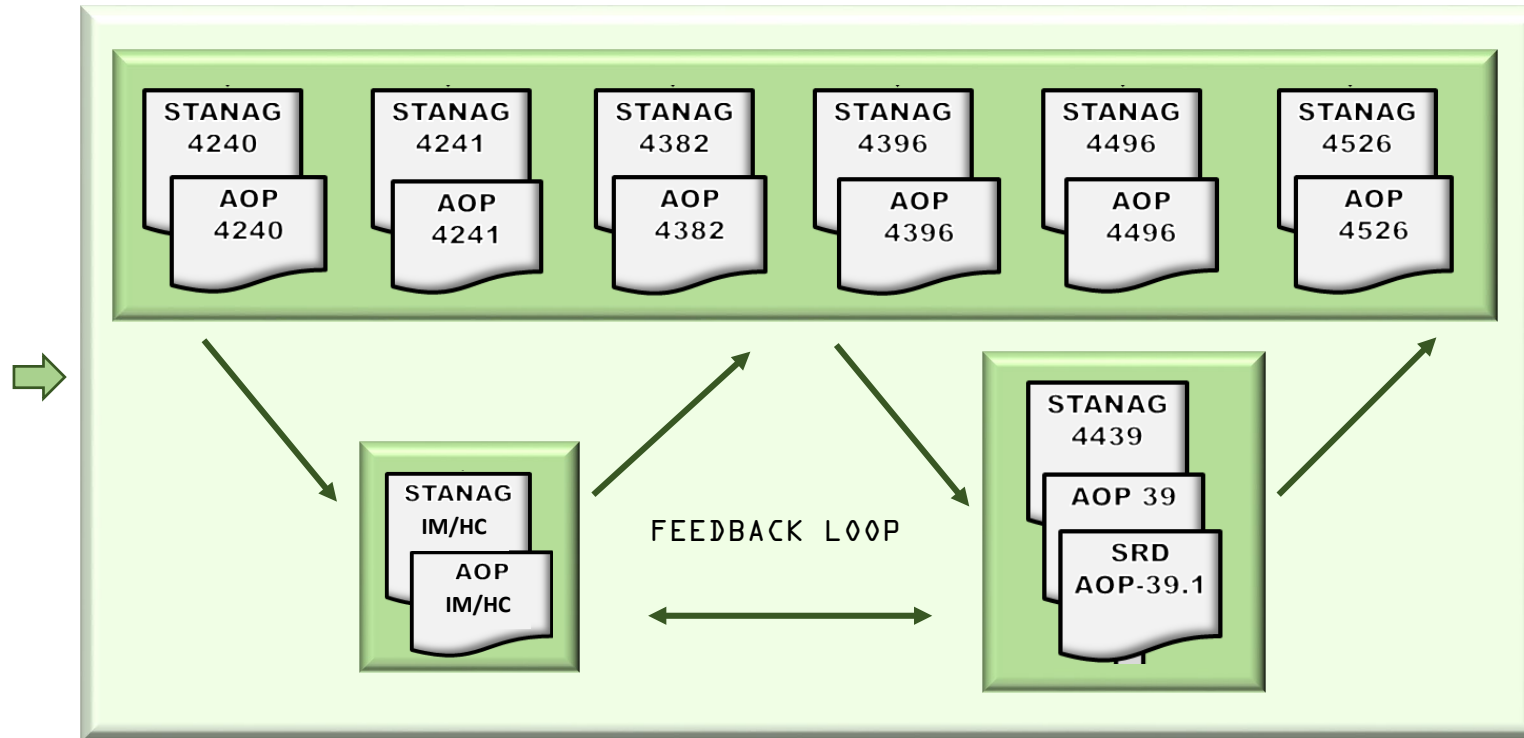 STANAG
4240
AOP
4240
STANAG
4241
AOP
4241
STANAG
4382
AOP
4382
STANAG
4396
AOP
4396
STANAG
4496
AOP
4496
STANAG
4526
AOP
4526
STANAG
IM/HC
AOP
IM/HC
FEEDBACK LOOP
STANAG
4439
AOP 39
SRD
AOP-39.1